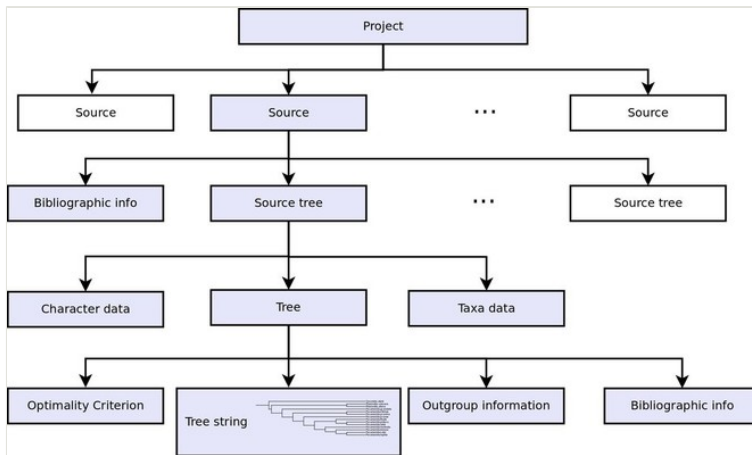 Project
Source
Source
...
Source
Bibliographic info
Source tree
...
Source tree
Character data
Tree
Taxa data
Optimality Criterion
Tree string
Outgroup information
Bibliographic info